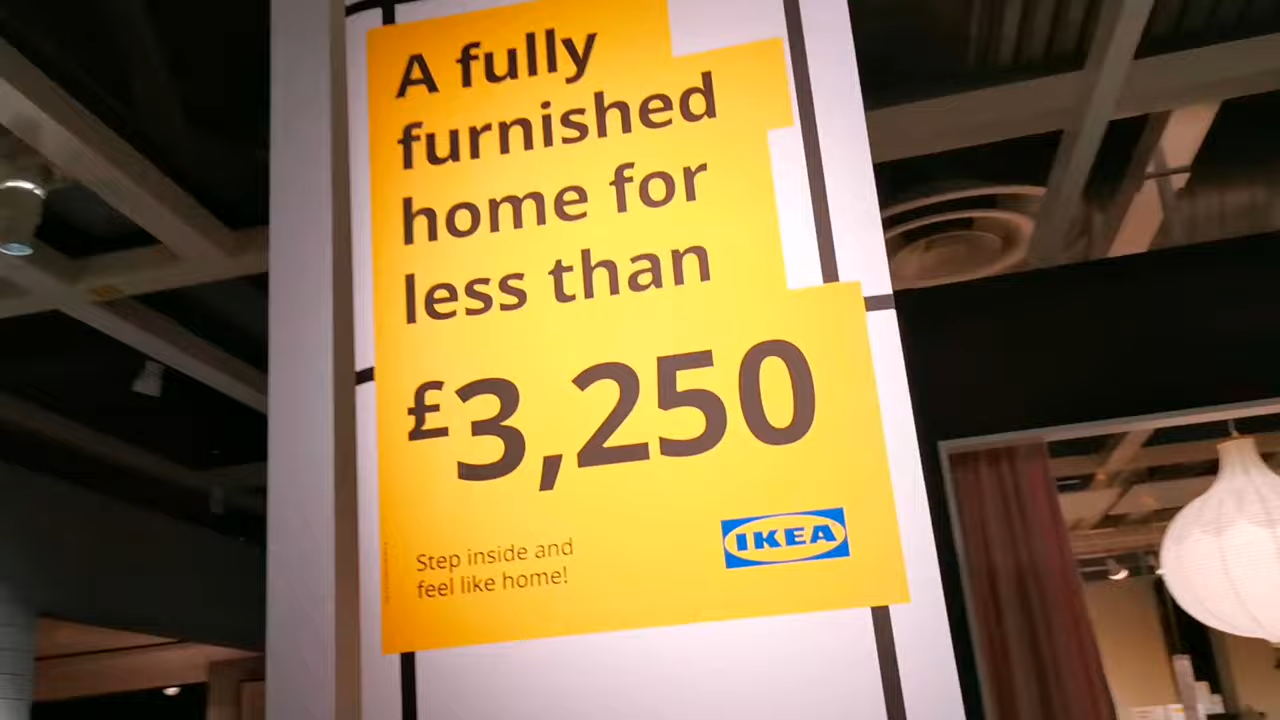 A fully
furnished
home for
less than
£3,250
Step inside and
feel like home!
IKEA